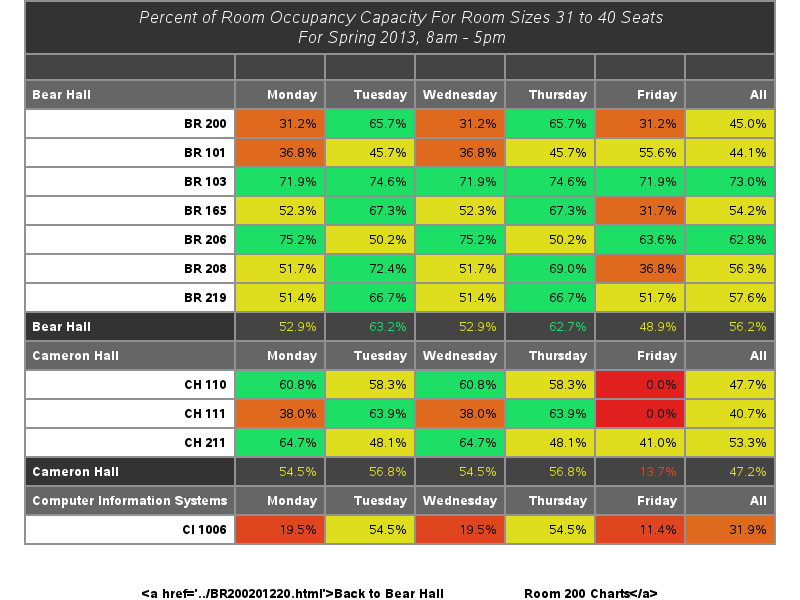 Percent of Room Occupancy Capacity For Room Sizes 31 to 40 Seats
For Spring 2013, 8am - 5pm
Bear Hall Monday Tuesday Wednesday Thursday Friday All
BR 200 31.2% 65.7% 31.2% 65.7% 31.2% 45.0%
BR 101 36.8% 45.7% 36.8% 45.7% 55.6% 44.1%
BR 103 71.9% 74.6% 71.9% 74.6% 71.9% 73.0%
BR 165 52.3% 67.3% 52.3% 67.3% 31.7% 54.2%
BR 206 75.2% 50.2% 75.2% 50.2% 63.6% 62.8%
BR 208 51.7% 72.4% 51.7% 69.0% 36.8% 56.3%
BR 219 51.4% 66.7% 51.4% 66.7% 51.7% 57.6%
Bear Hall 52.9% 63.2% 52.9% 62.7% 48.9% 56.2%
Cameron Hall Monday Tuesday Wednesday Thursday Friday All
CH 110 60.8% 58.3% 60.8% 58.3% 0.0% 47.7%
CH 111 38.0% 63.9% 38.0% 63.9% 0.0% 40.7%
CH 211 64.7% 48.1% 64.7% 48.1% 41.0% 53.3%
Cameron Hall 54.5% 56.8% 54.5% 56.8% 13.7% 47.2%
Computer Information Systems Monday Tuesday Wednesday Thursday Friday All
CI 1006 19.5% 54.5% 19.5% 54.5% 11.4% 31.9%
<a href='../BR200201220.html'>Back to Bear Hall Room 200 Charts</a>